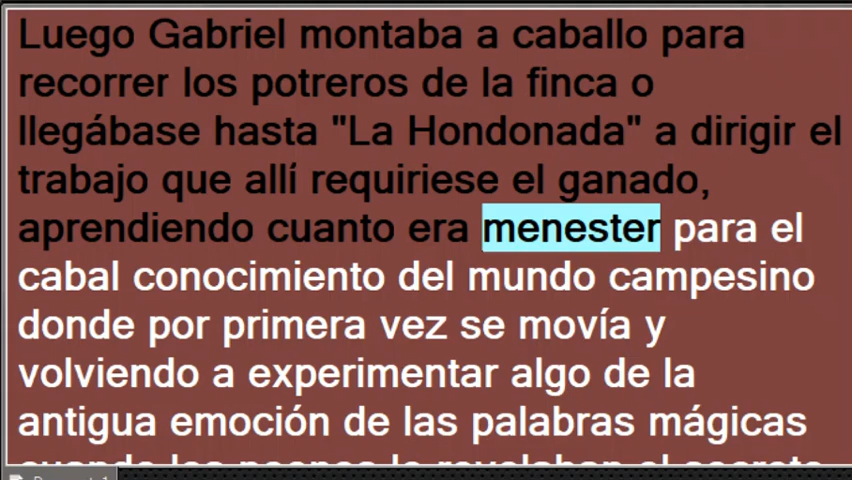 Luego Gabriel montaba a caballo para
recorrer los potreros de la finca o
llegábase hasta "La Hondonada" a dirigir el
trabajo que allí requiriese el ganado,
aprendiendo cuanto era menester para el
cabal conocimiento del mundo campesino
donde por primera vez se movía y
volviendo a experimentar algo de la
antigua emoción de las palabras mágicas